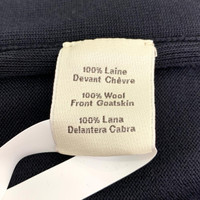 100% Laine
Devant Chèvre
100% Wool
Front Goatskin
100% Lana
Delantera Cabra